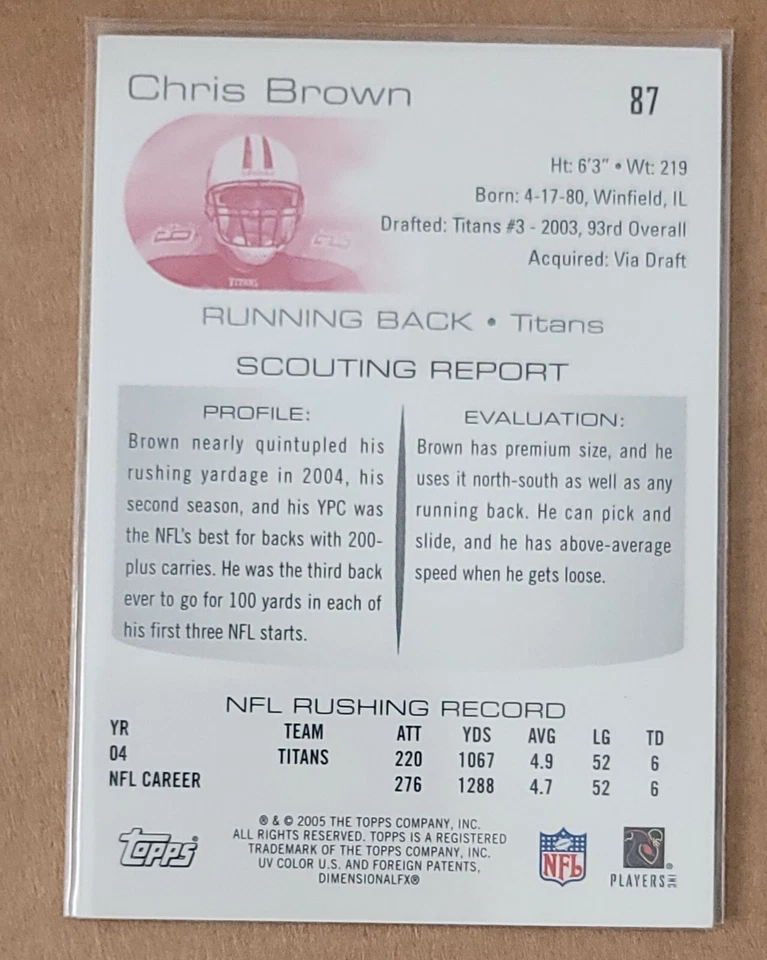 Chris Brown
87
Ht: 6'3" • Wt: 219
Born: 4-17-80, Winfield, IL
Drafted: Titans #3 - 2003, 93rd Overall
Acquired: Via Draft
TITANS
RUNNING BACK • Titans
SCOUTING REPORT
PROFILE:
Brown nearly quintupled his
rushing yardage in 2004, his
second season, and his YPC was
the NFL's best for backs with 200-
plus carries. He was the third back
ever to go for 100 yards in each of
his first three NFL starts.
EVALUATION:
Brown has premium size, and he
uses it north-south as well as any
running back. He can pick and
slide, and he has above-average
speed when he gets loose.
NFL RUSHING RECORD
YR TEAM ATT YDS AVG LG TD
04 TITANS 220 1067 4.9 52 6
NFL CAREER 276 1288 4.7 52 6
Topps®
® & © 2005 THE TOPPS COMPANY, INC.
ALL RIGHTS RESERVED. TOPPS IS A REGISTERED
TRADEMARK OF THE TOPPS COMPANY, INC.
UV COLOR U.S. AND FOREIGN PATENTS,
DIMENSIONALFX®
NFL
PLAYERS INC ®